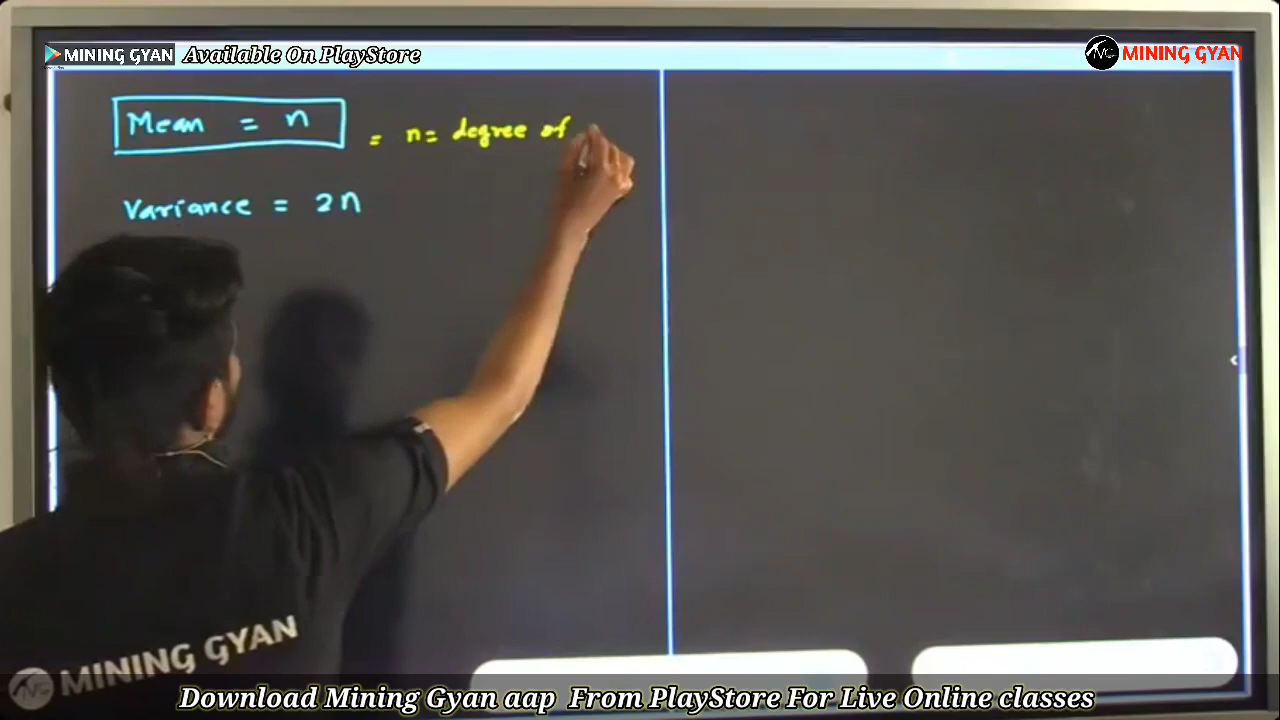 MINING GYAN Available On PlayStore
MINING GYAN
Mean = n
= n = degree of
Variance = 2n
MINING GYAN
Download Mining Gyan aap From PlayStore For Live Online classes